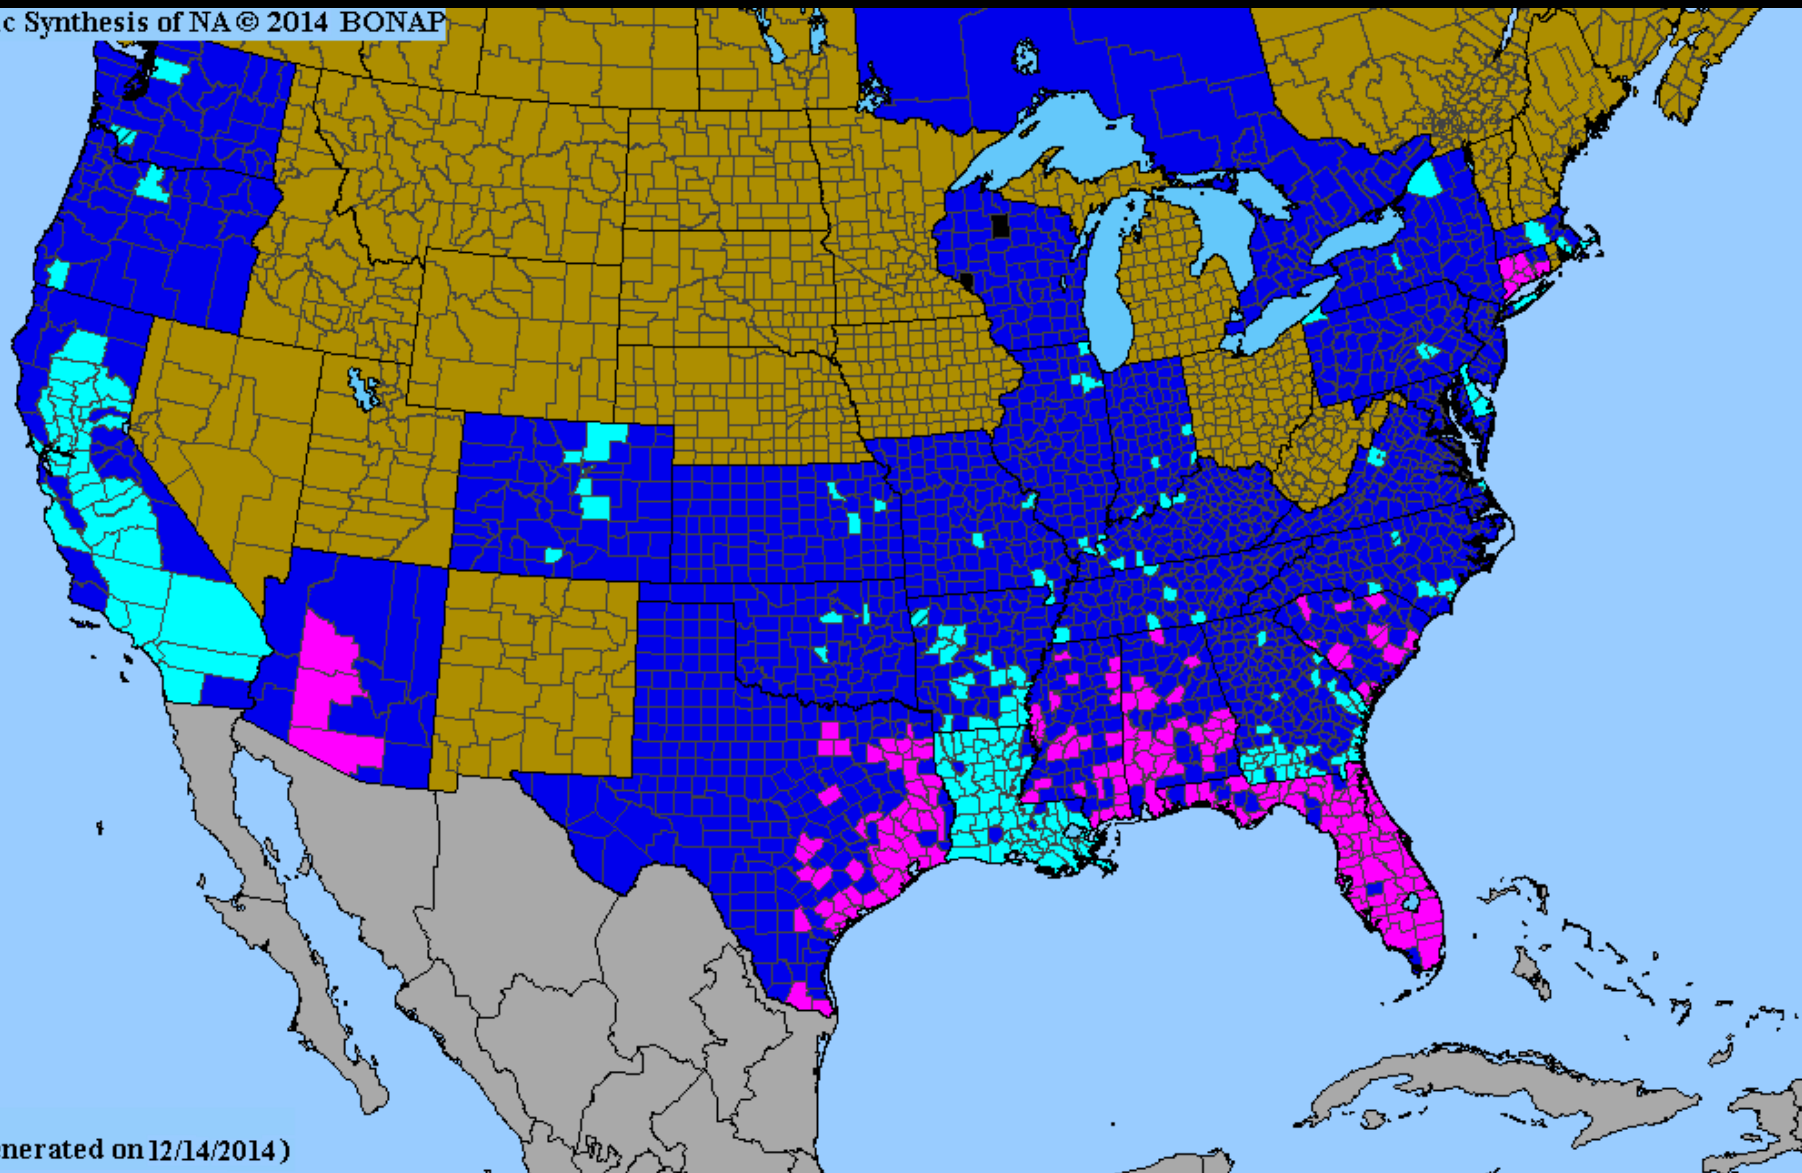 c Synthesis of NA © 2014 BONAP
nerated on 12/14/2014)